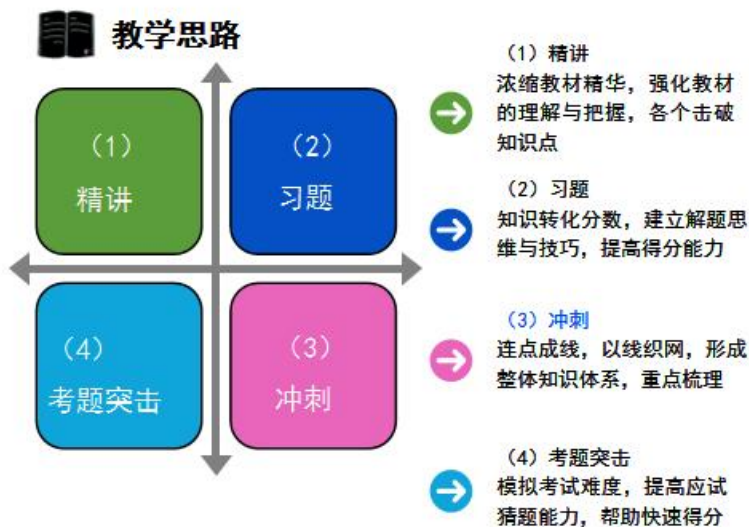 教学思路
（1）
精讲
（2）
习题
（4）
考题突击
（3）
冲刺
（1）精讲
浓缩教材精华，强化教材
的理解与把握，各个击破
知识点
（2）习题
知识转化分数，建立解题思
维与技巧，提高得分能力
（3）冲刺
连点成线，以线织网，形成
整体知识体系，重点梳理
（4）考题突击
模拟考试难度，提高应试
猜题能力，帮助快速得分